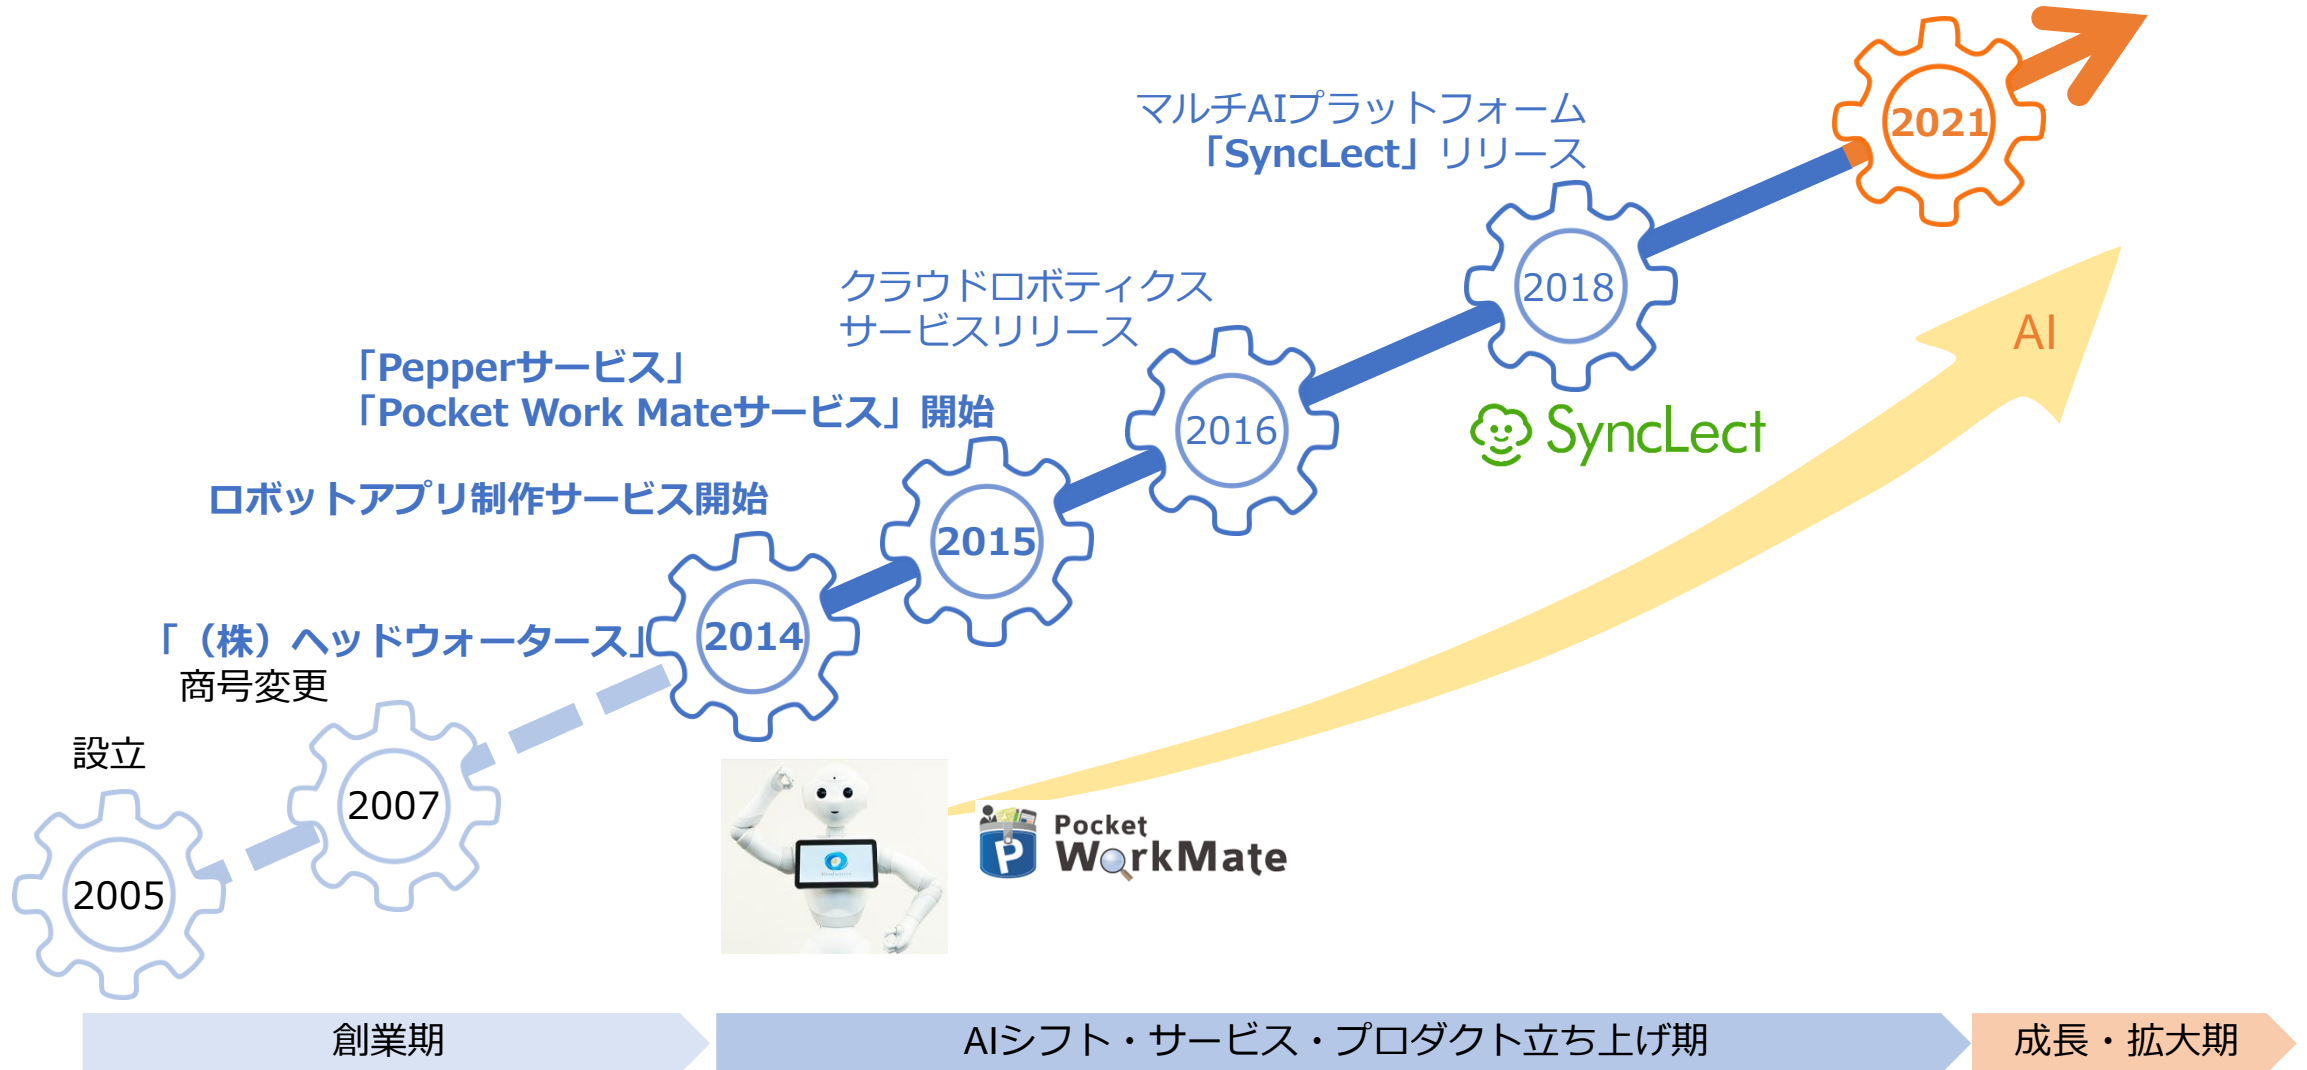 マルチAIプラットフォーム
「SyncLect」リリース
2021
2018
クラウドロボティクス
サービスリリース
2016
AI
SyncLect
「Pepperサービス」
「Pocket Work Mateサービス」開始
2015
ロボットアプリ制作サービス開始
2014
「（株）ヘッドウォータース」
商号変更
2007
設立
2005
Pocket
WorkMate
P
創業期
AIシフト・サービス・プロダクト立ち上げ期
成長・拡大期